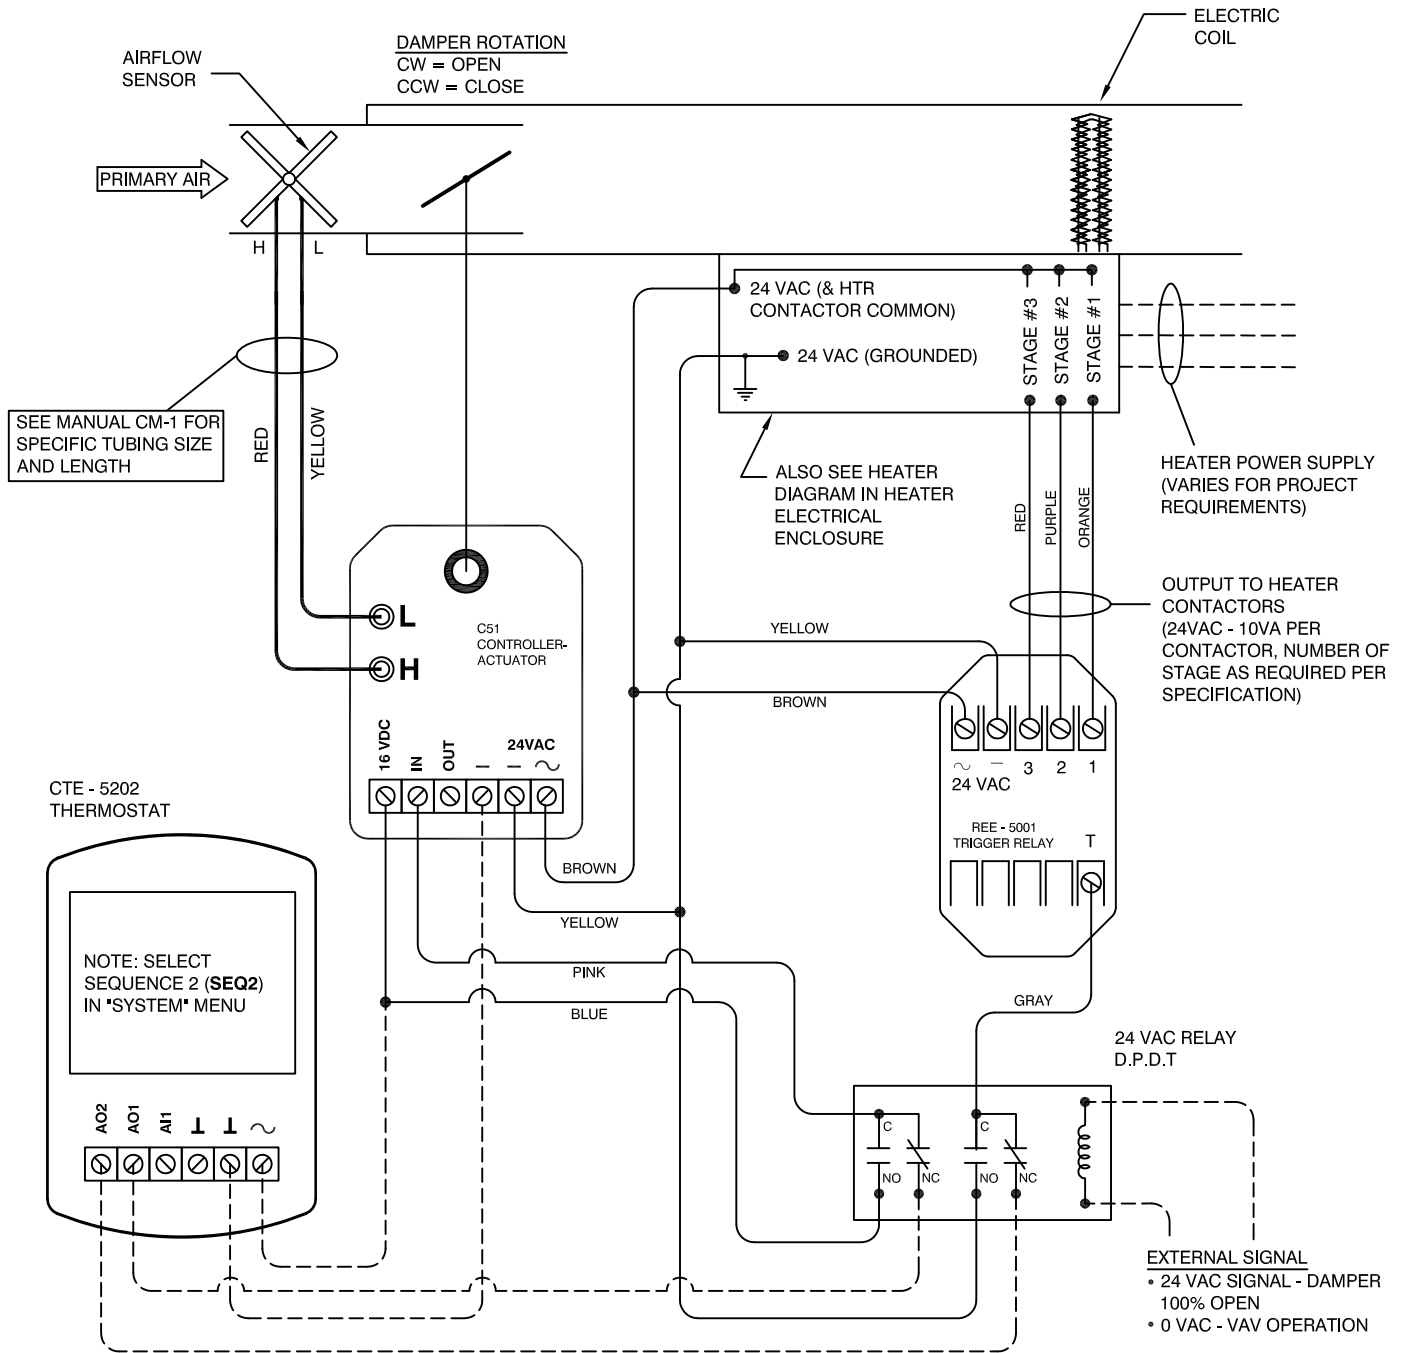 ELECTRIC
COIL
DAMPER ROTATION
CW = OPEN
CCW = CLOSE
AIRFLOW
SENSOR
PRIMARY AIR
H
L
24 VAC (& HTR
CONTACTOR COMMON)
24 VAC (GROUNDED)
STAGE #3
STAGE #2
STAGE #1
SEE MANUAL CM-1 FOR
SPECIFIC TUBING SIZE
AND LENGTH
RED
YELLOW
ALSO SEE HEATER
DIAGRAM IN HEATER
ELECTRICAL
ENCLOSURE
RED
PURPLE
ORANGE
HEATER POWER SUPPLY
(VARIES FOR PROJECT
REQUIREMENTS)
OUTPUT TO HEATER
CONTACTORS
(24VAC - 10VA PER
CONTACTOR, NUMBER OF
STAGE AS REQUIRED PER
SPECIFICATION)
L
H
C51
CONTROLLER-
ACTUATOR
YELLOW
BROWN
16 VDC
IN
OUT
—
—
24VAC
~
~
—
3
2
1
24 VAC
REE - 5001
TRIGGER RELAY
T
CTE - 5202
THERMOSTAT
BROWN
YELLOW
PINK
BLUE
GRAY
NOTE: SELECT
SEQUENCE 2 (SEQ2)
IN "SYSTEM" MENU
AO2
AO1
AI1
⊥
⊥
~
24 VAC RELAY
D.P.D.T
C
C
NO
NC
NO
NC
EXTERNAL SIGNAL
• 24 VAC SIGNAL - DAMPER
100% OPEN
• 0 VAC - VAV OPERATION